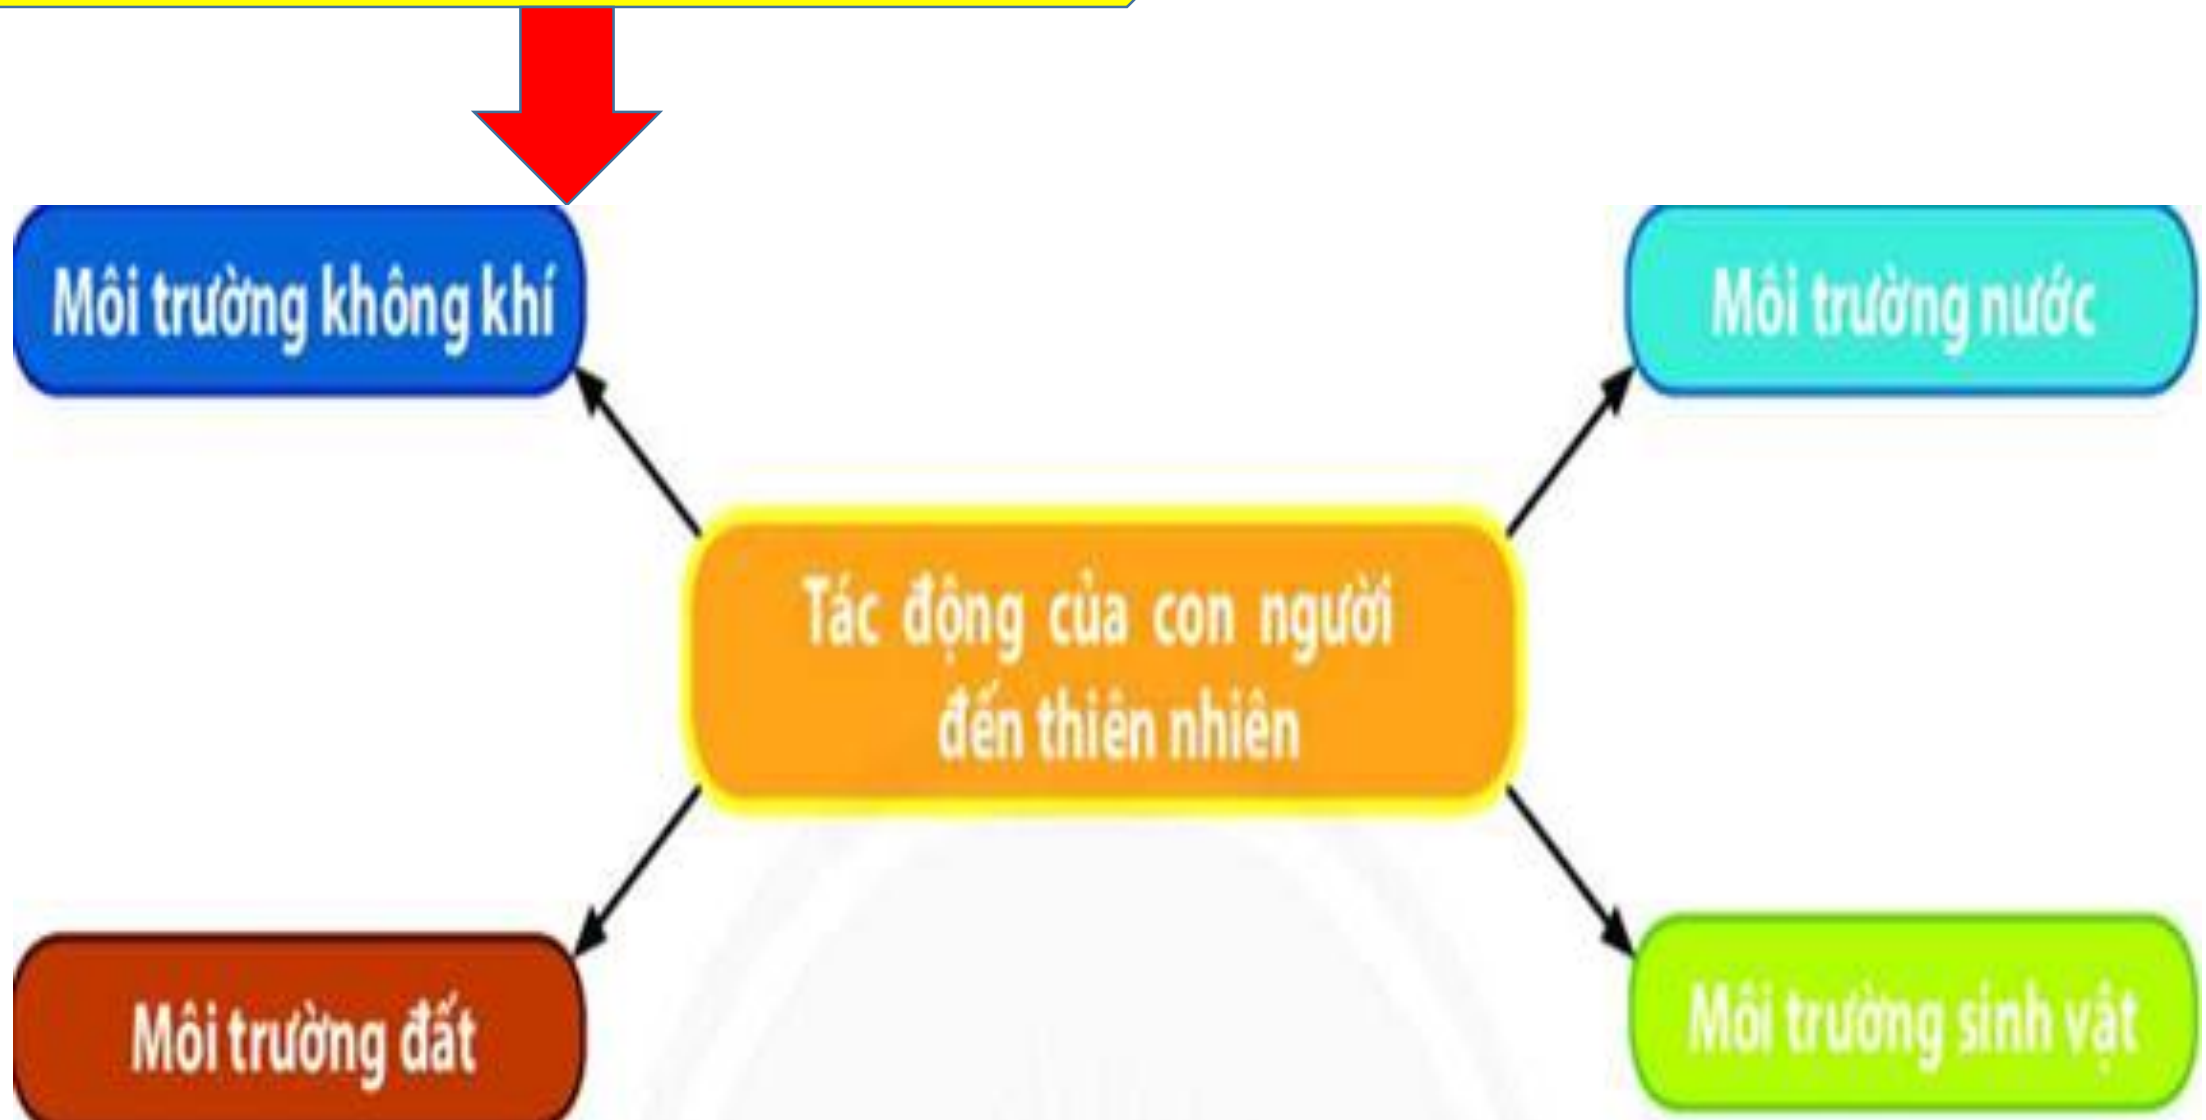 Môi trường không khí
Môi trường nước
Tác động của con người
đến thiên nhiên
Môi trường đất
Môi trường sinh vật